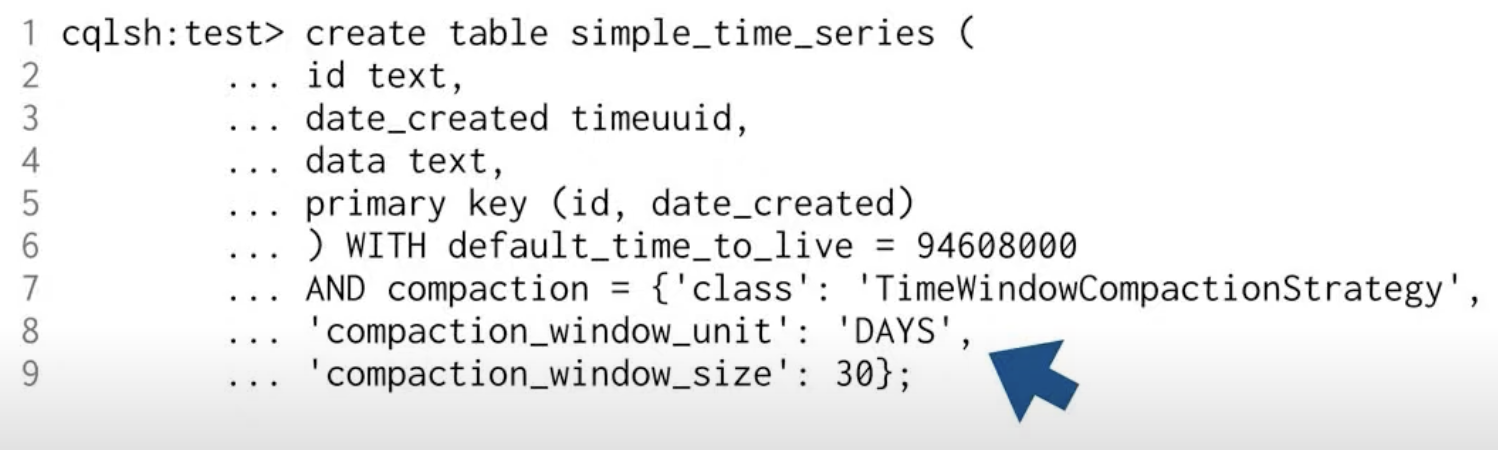 1 cqlsh:test> create table simple_time_series (
2 ... id text,
3 ... date_created timeuuid,
4 ... data text,
5 ... primary key (id, date_created)
6 ... ) WITH default_time_to_live = 94608000
7 ... AND compaction = {'class': 'TimeWindowCompactionStrategy',
8 ... 'compaction_window_unit': 'DAYS',
9 ... 'compaction_window_size': 30};